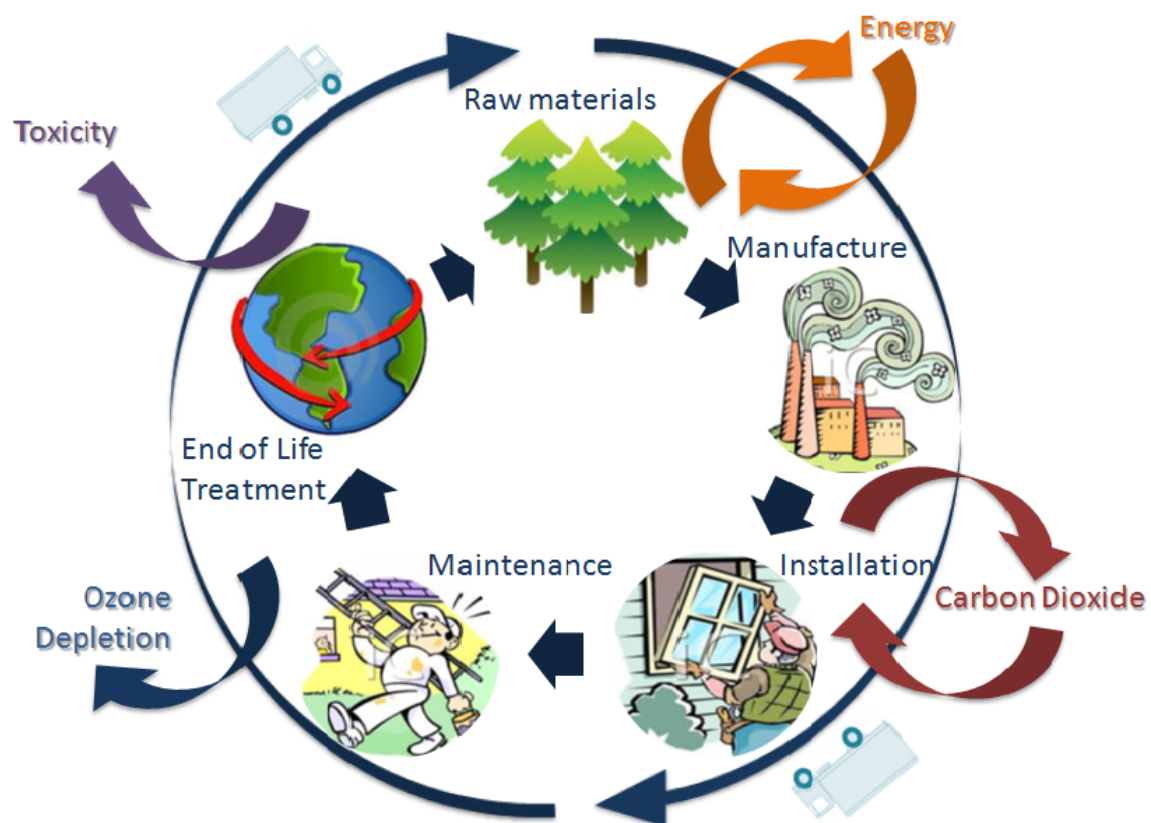 Energy
Raw materials
Toxicity
Manufacture
End of Life
Treatment
Maintenance
Installation
Ozone
Depletion
Carbon Dioxide